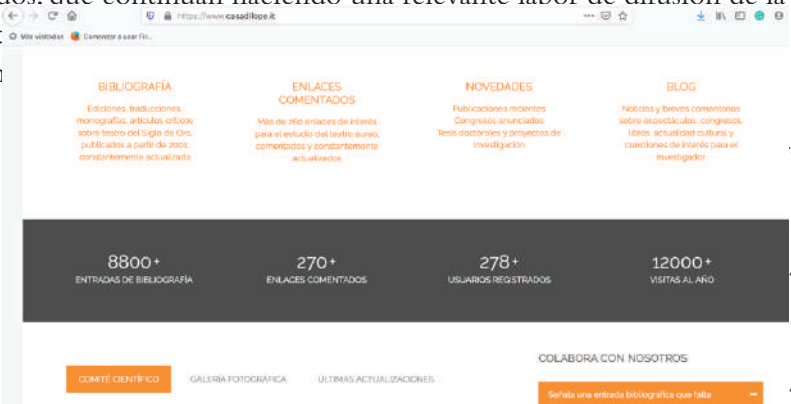 dos, que continúan haciendo una relevante labor de difusión de la
https://www.casadilope.it
Más visitados
Comenzar a usar Fir...
BIBLIOGRAFÍA
Ediciones, traducciones,
monografías, artículos críticos
sobre teatro del Siglo de Oro,
publicados a partir de 2005;
constantemente actualizada
ENLACES
COMENTADOS
Más de 260 enlaces de interés
para el estudio del teatro áureo,
comentados y constantemente
actualizados
NOVEDADES
Publicaciones recientes
Congresos anunciados
Tesis doctorales y proyectos de
investigación
BLOG
Noticias y breves comentarios
sobre espectáculos, congresos,
libros, actualidad cultural y
cuestiones de interés para el
investigador
8800+
ENTRADAS DE BIBLIOGRAFÍA
270+
ENLACES COMENTADOS
278+
USUARIOS REGISTRADOS
12000+
VISITAS AL AÑO
COMITÉ CIENTÍFICO
GALERÍA FOTOGRÁFICA
ÚLTIMAS ACTUALIZACIONES
COLABORA CON NOSOTROS
Señala una entrada bibliográfica que falta